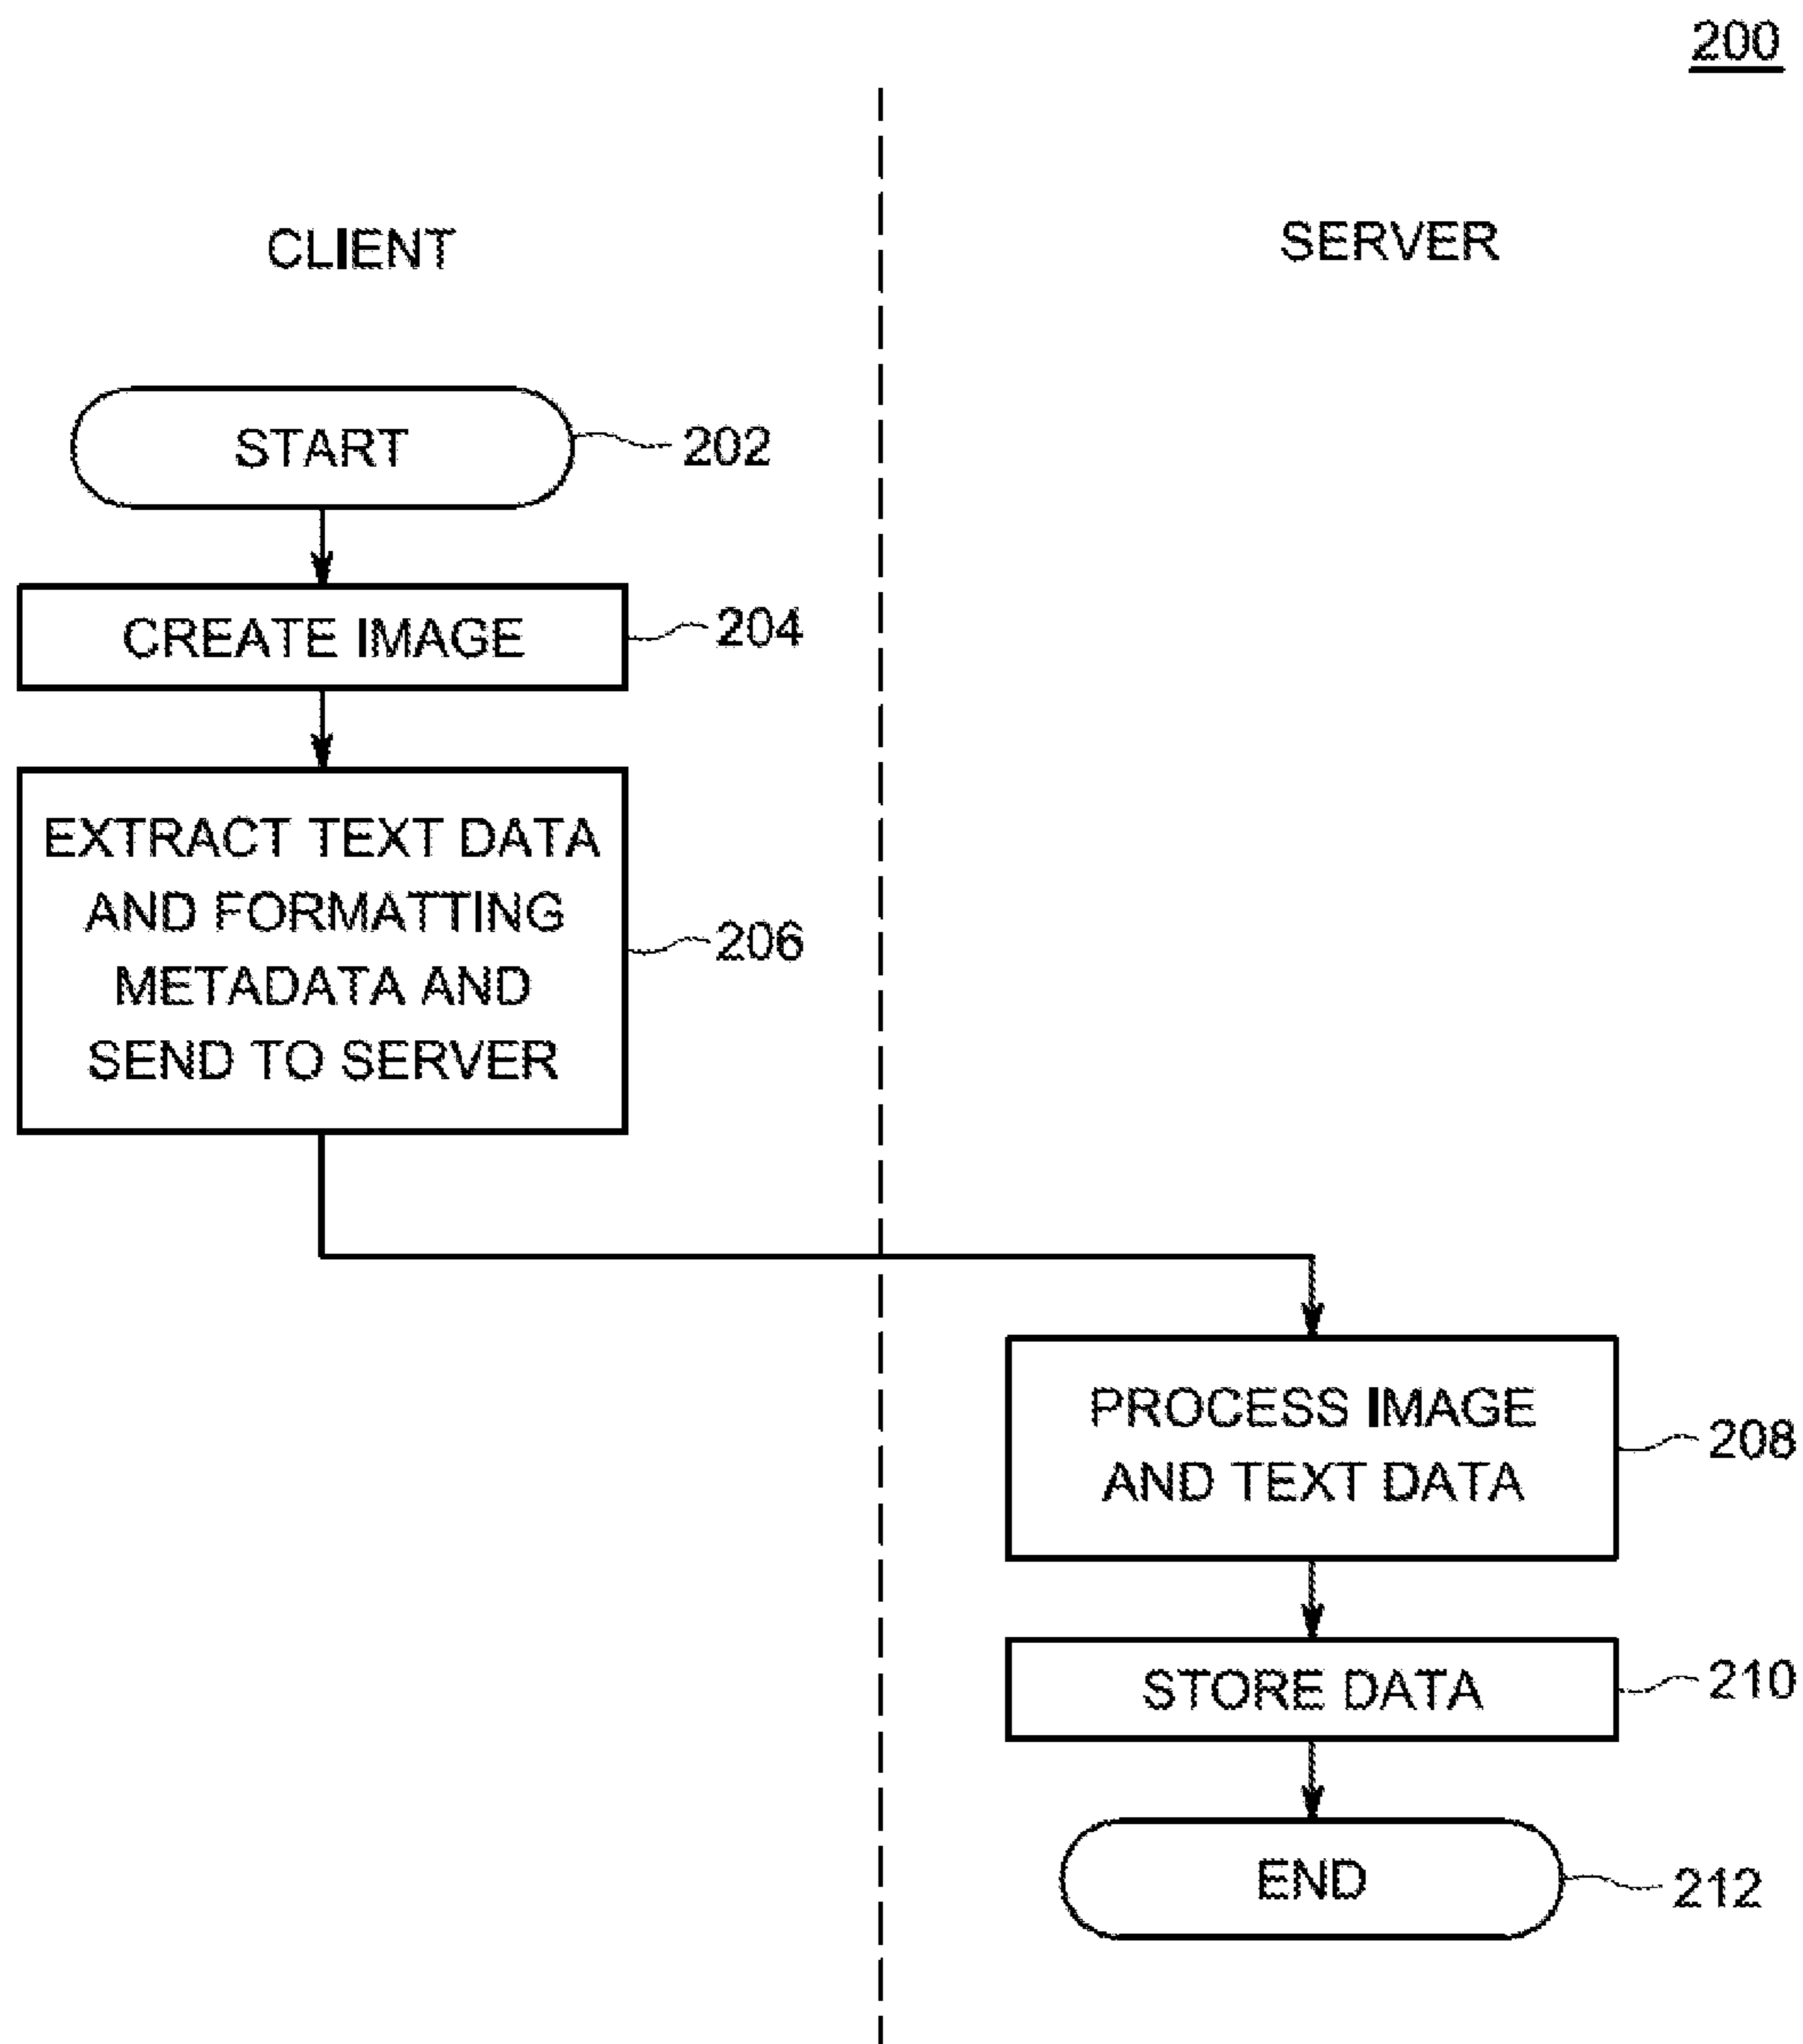 200
CLIENT
SERVER
START
202
CREATE IMAGE
204
EXTRACT TEXT DATA
AND FORMATTING
METADATA AND
SEND TO SERVER
206
PROCESS IMAGE
AND TEXT DATA
208
STORE DATA
210
END
212